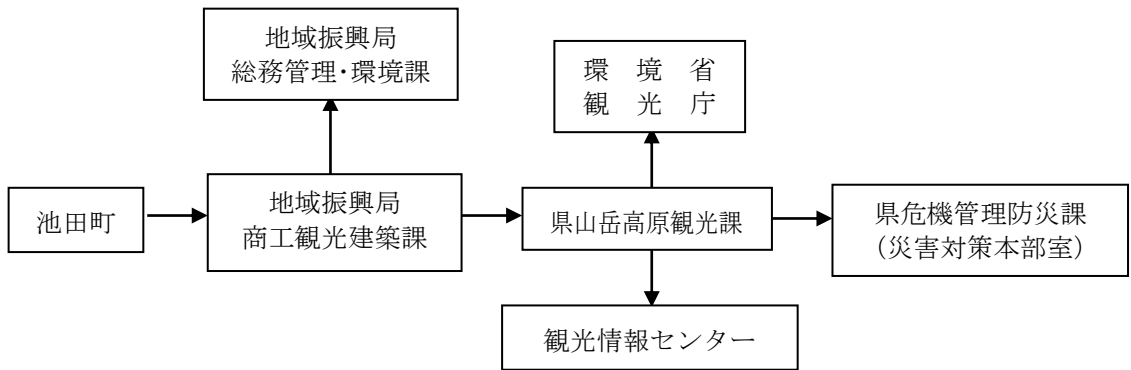 地域振興局
総務管理・環境課
環境省
観光庁
池田町
地域振興局
商工観光建築課
県山岳高原観光課
県危機管理防災課
(災害対策本部室)
観光情報センター